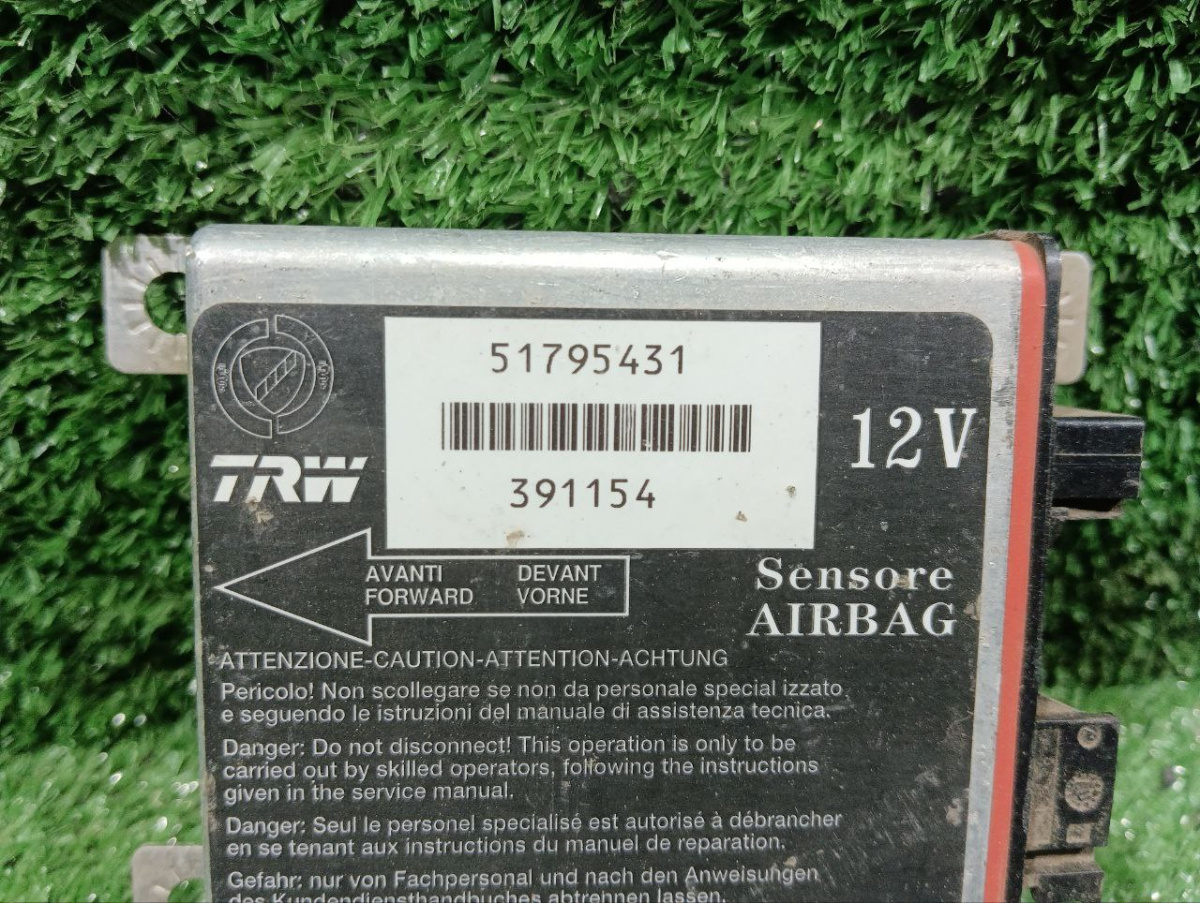 51795431
391154
12V
TRW
AVANTI DEVANT
FORWARD VORNE
Sensore
AIRBAG
ATTENZIONE-CAUTION-ATTENTION-ACHTUNG
Pericolo! Non scollegare se non da personale special izzato
e seguendo le istruzioni del manuale di assistenza tecnica.
Danger: Do not disconnect! This operation is only to be
carried out by skilled operators, following the instructions
given in the service manual.
Danger: Seul le personel specialisé est autorisé à débrancher
en se tenant aux instructions du manuel de reparation.
Gefahr: nur von Fachpersonal und nach den Anweisungen
des Kundendiensthandbuches abtrehnen lassen.